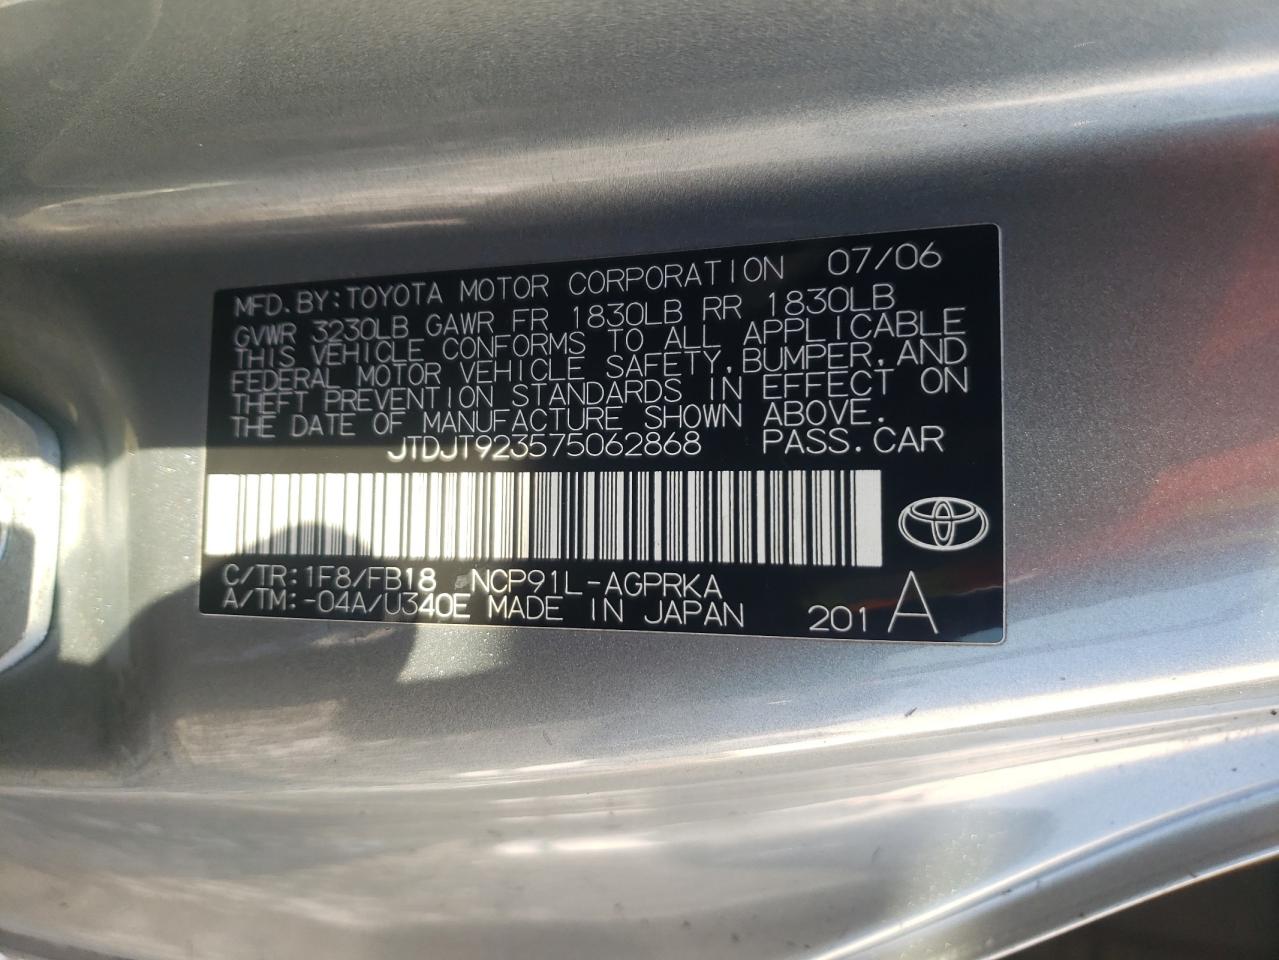 MFD. BY: TOYOTA MOTOR CORPORATION 07/06
GVWR 3230LB GAWR FR 1830LB RR 1830LB
THIS VEHICLE CONFORMS TO ALL APPLICABLE
FEDERAL MOTOR VEHICLE SAFETY, BUMPER, AND
THEFT PREVENTION STANDARDS IN EFFECT ON
THE DATE OF MANUFACTURE SHOWN ABOVE.
JTDJT923575062868 PASS. CAR
C/TR: 1F8/FB18 NCP91L-AGPRKA
A/TM: -04A/U340E MADE IN JAPAN 201 A